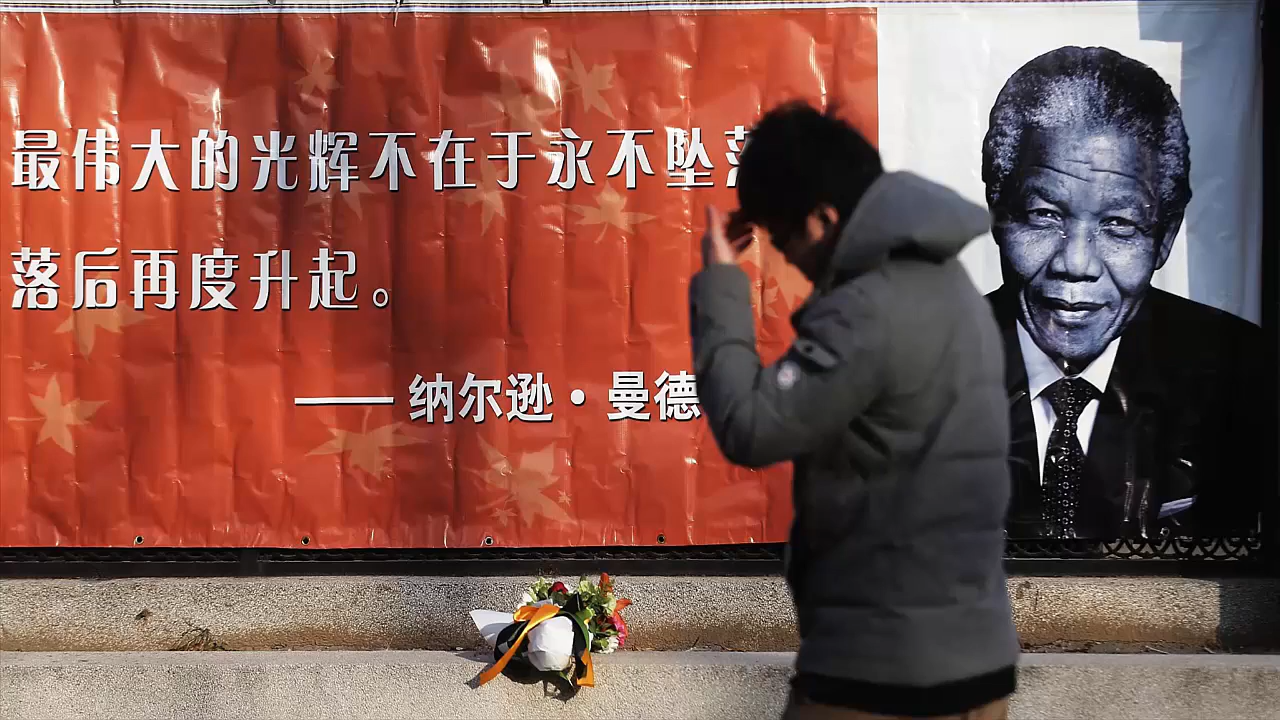 最伟大的光辉不在于永不坠
落后再度升起。
——纳尔逊·曼德